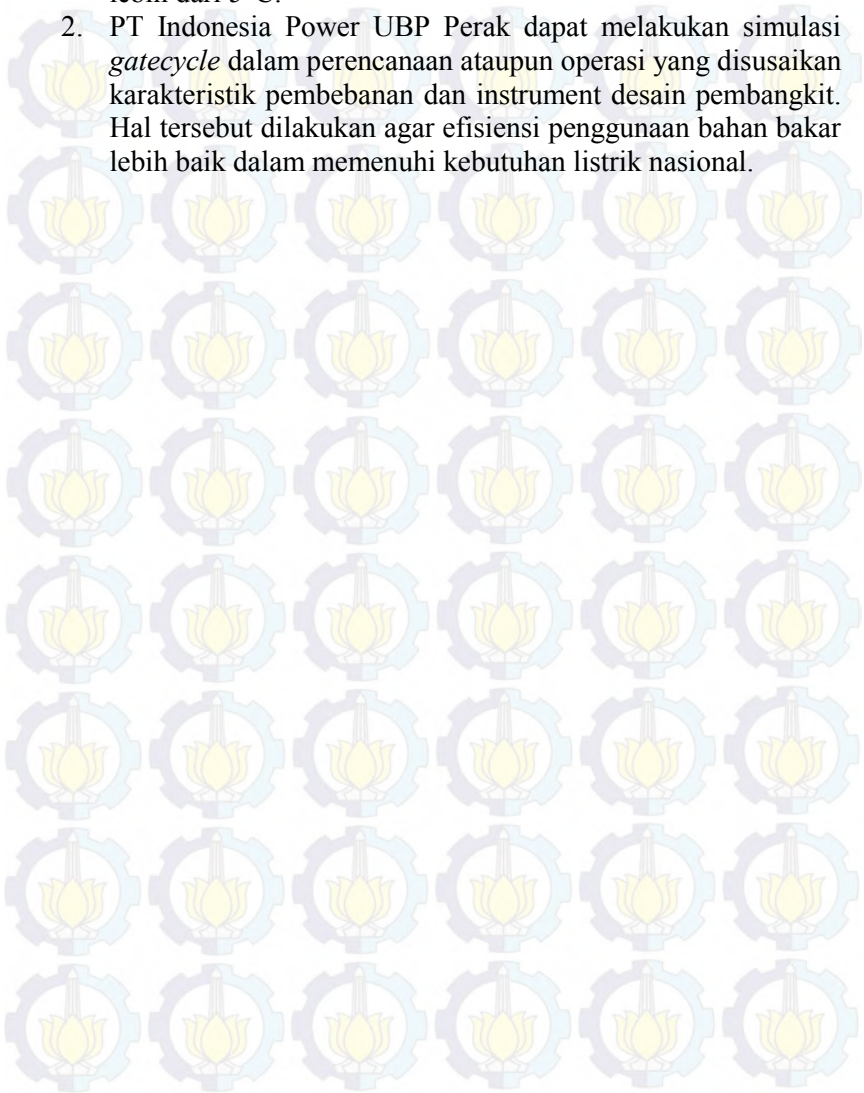 2. PT Indonesia Power UBP Perak dapat melakukan simulasi
gatecycle dalam perencanaan ataupun operasi yang disusaikan
karakteristik pembebanan dan instrument desain pembangkit.
Hal tersebut dilakukan agar efisiensi penggunaan bahan bakar
lebih baik dalam memenuhi kebutuhan listrik nasional.